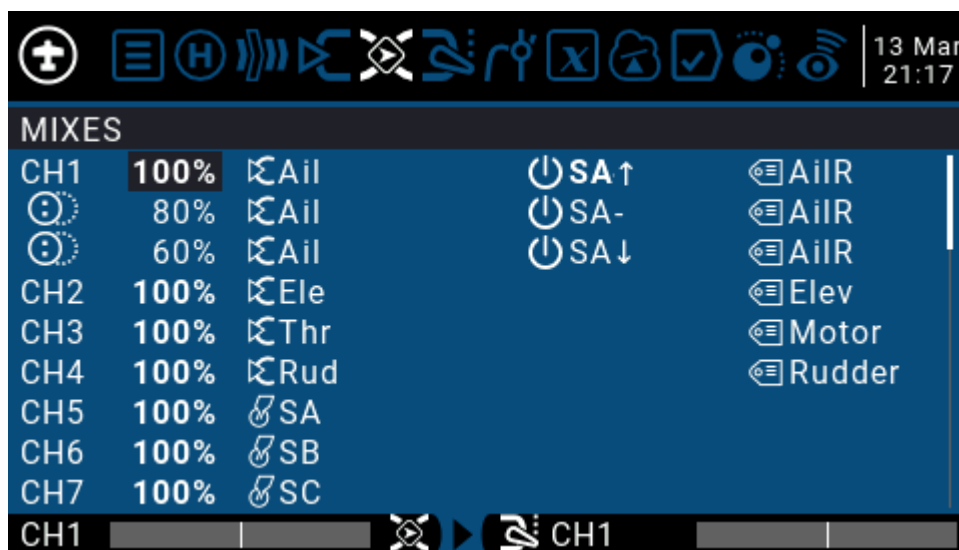 13 Mar
21:17
MIXES
CH1 100% Ail SA↑ AilR
80% Ail SA- AilR
60% Ail SA↓ AilR
CH2 100% Ele Elev
CH3 100% Thr Motor
CH4 100% Rud Rudder
CH5 100% SA
CH6 100% SB
CH7 100% SC
CH1 CH1